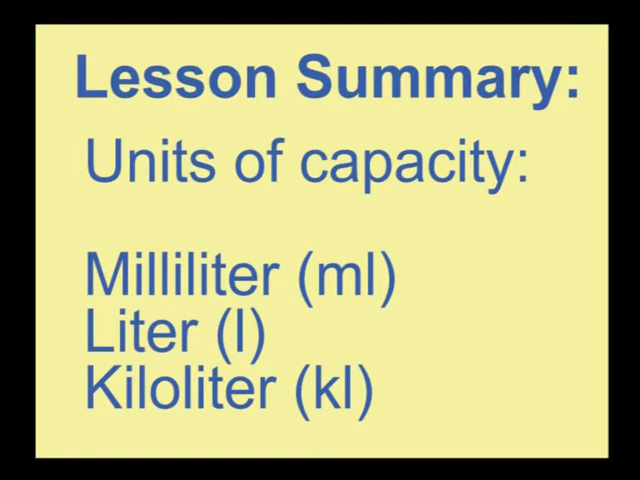 Lesson Summary:
Units of capacity:
Milliliter (ml)
Liter (l)
Kiloliter (kl)